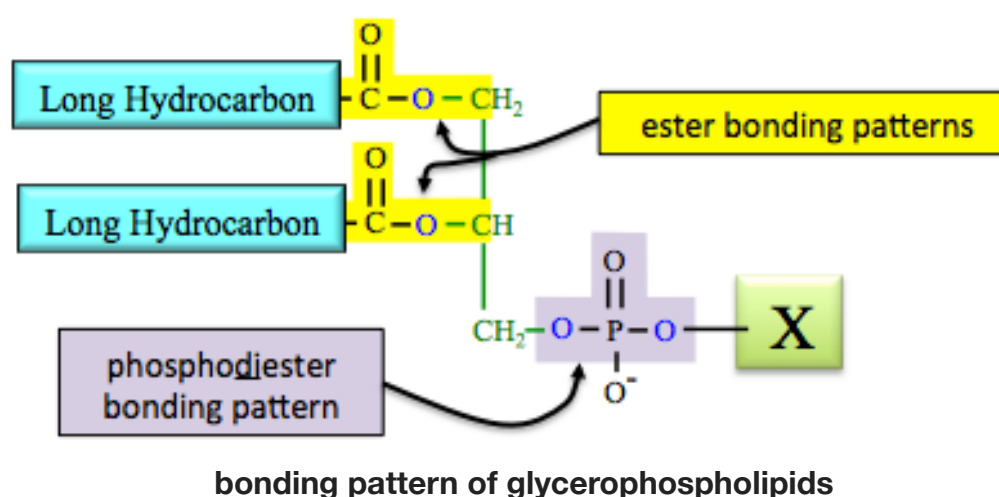 O
Long Hydrocarbon C – O – CH₂
ester bonding patterns
O
Long Hydrocarbon C – O – CH
O
CH₂ – O – P – O X
phosphodiester
bonding pattern
O⁻
bonding pattern of glycerophospholipids